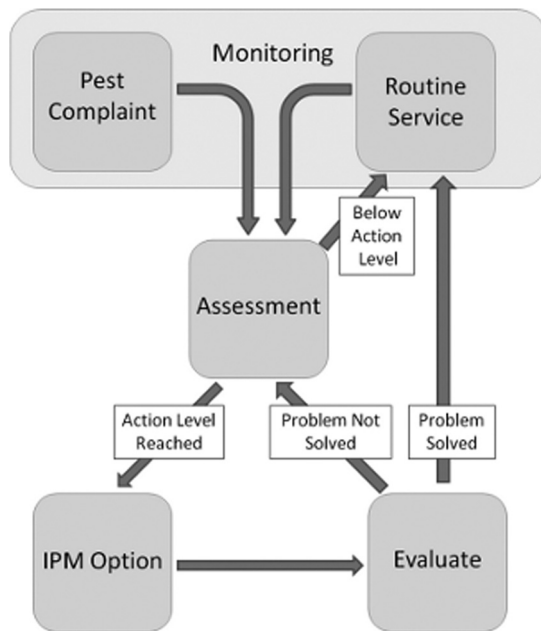 Monitoring
Pest
Complaint
Routine
Service
Below
Action
Level
Assessment
Action Level
Reached
Problem Not
Solved
Problem
Solved
IPM Option
Evaluate